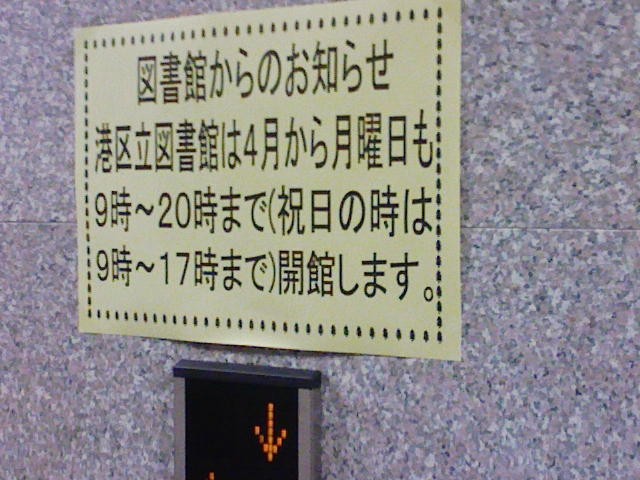 図書館からのお知らせ
港区立図書館は4月から月曜日も
9時～20時まで(祝日の時は
9時～17時まで)開館します。